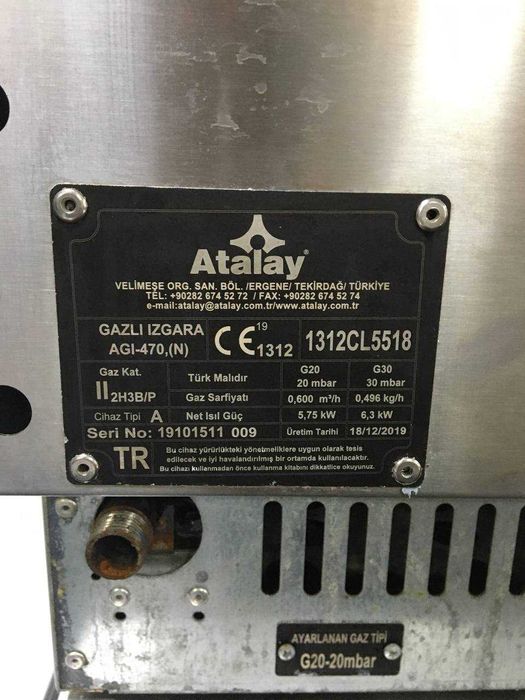 Atalay®
VELİMEŞE ORG. SAN. BÖL. /ERGENE/ TEKİRDAĞ/ TÜRKİYE
TEL: +90282 674 52 72 / FAX: +90282 674 52 74
e-mail:atalay@atalay.com.tr/www.atalay.com.tr
GAZLI IZGARA
AGI-470,(N)
CE 19 1312
1312CL5518
Gaz Kat.
II2H3B/P
Türk Malıdır
G20
20 mbar
G30
30 mbar
Gaz Sarfiyatı
0,600 m³/h
0,496 kg/h
Cihaz Tipi A
Net Isıl Güç
5,75 kW
6,3 kW
Seri No: 19101511 009
Üretim Tarihi
18/12/2019
TR
Bu cihaz yürürlükteki yönetmeliklere uygun olarak tesis
edilecek ve iyi havalandırılmış bir ortamda kullanılacaktır.
Bu cihazı kullanmadan önce kullanma kitabını dikkatlice okuyunuz.
AYARLANAN GAZ TİPİ
G20-20mbar